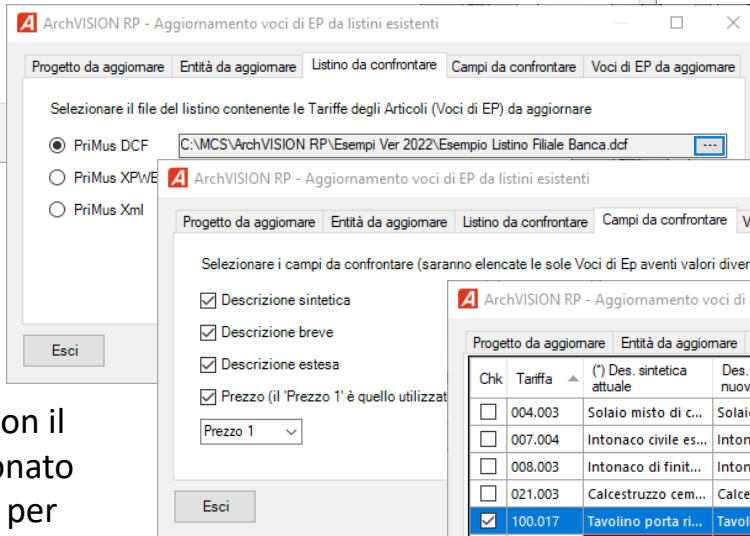 ArchVISION RP - Aggiornamento voci di EP da listini esistenti
Progetto da aggiornare Entità da aggiornare Listino da confrontare Campi da confrontare Voci di EP da aggiornare
Selezionare il file del listino contenente le Tariffe degli Articoli (Voci di EP) da aggiornare
PriMus DCF C:\MCS\ArchVISION RP\Esempi Ver 2022\Esempio Listino Filiale Banca.dcf ...
PriMus XPWE
PriMus Xml
Esci
ArchVISION RP - Aggiornamento voci di EP da listini esistenti
Progetto da aggiornare Entità da aggiornare Listino da confrontare Campi da confrontare V
Selezionare i campi da confrontare (saranno elencate le sole Voci di Ep aventi valori diver
Descrizione sintetica
Descrizione breve
Descrizione estesa
Prezzo (il 'Prezzo 1' è quello utilizzat
Prezzo 1
Esci
ArchVISION RP - Aggiornamento voci di
Progetto da aggiornare Entità da aggiornare
Chk Tariffa (*) Des. sintetica attuale Des. nuov
004.003 Solaio misto di c... Solai
007.004 Intonaco civile es... Inton
008.003 Intonaco di finit... Inton
021.003 Calcestruzzo cem... Calce
100.017 Tavolino porta ri... Tavol
on il
onato
per